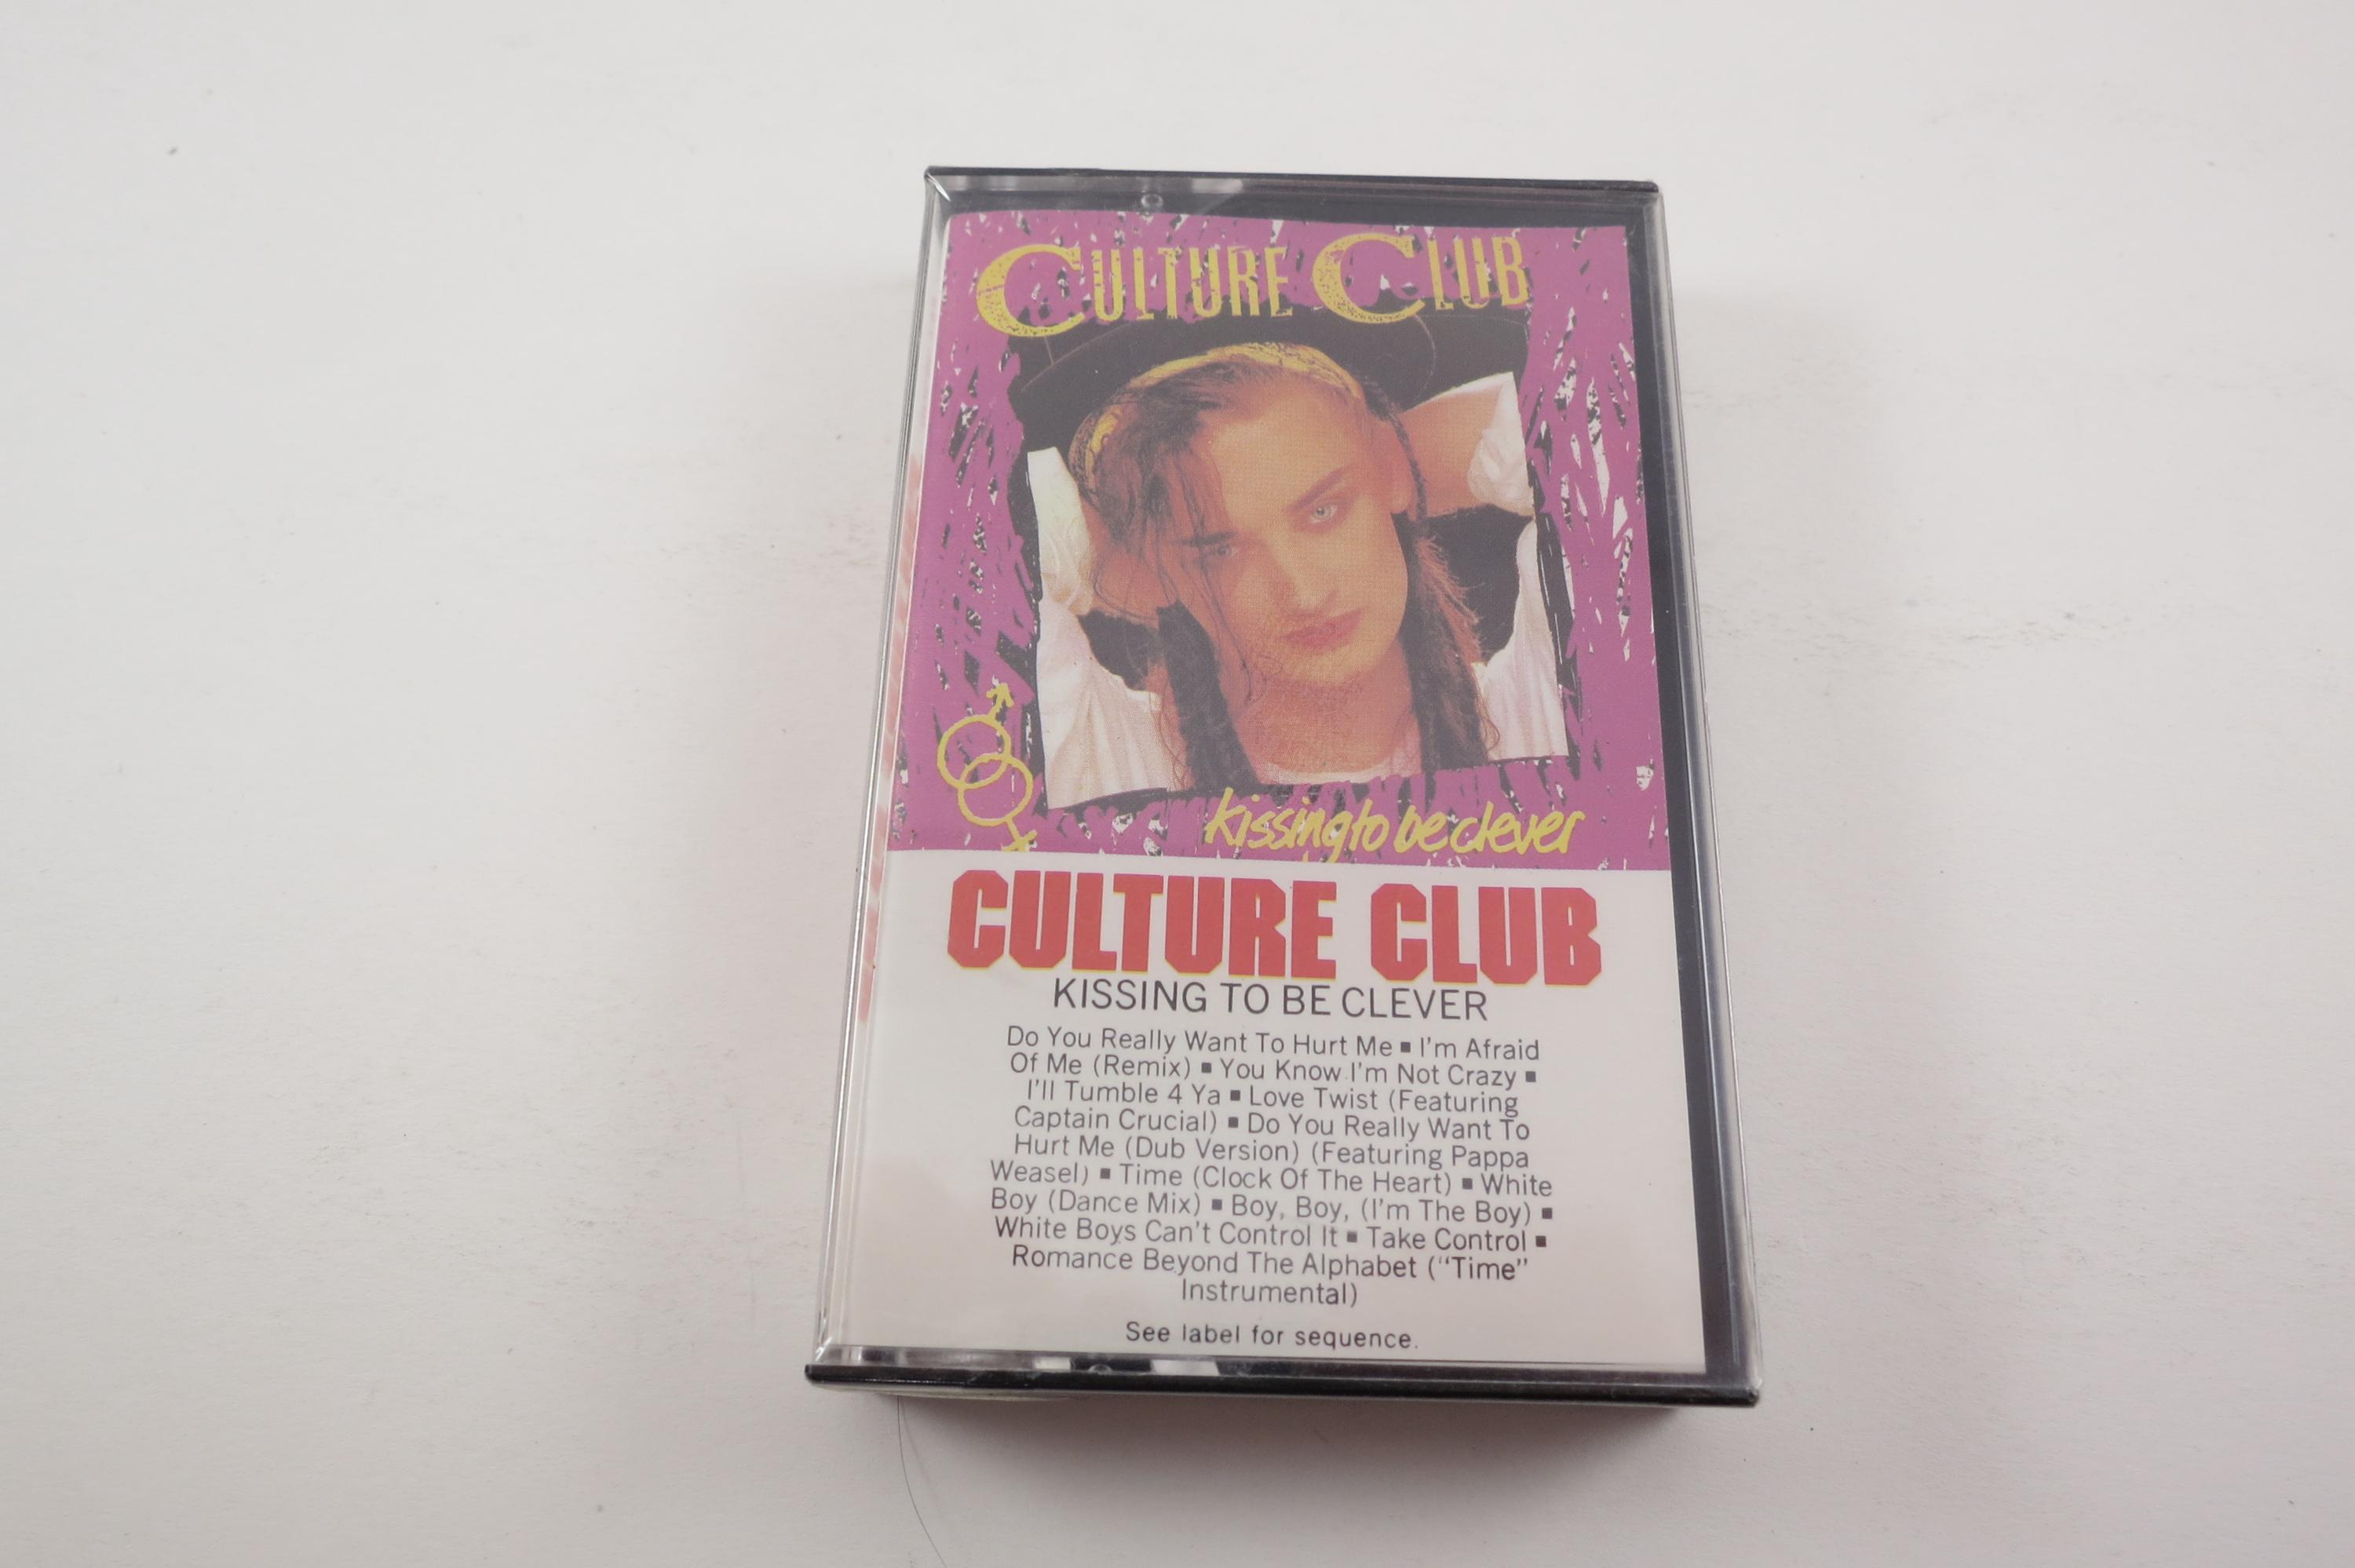 CULTURE CLUB
kissing to be clever
CULTURE CLUB
KISSING TO BE CLEVER
Do You Really Want To Hurt Me ▪ I'm Afraid
Of Me (Remix) ▪ You Know I'm Not Crazy ▪
I'll Tumble 4 Ya ▪ Love Twist (Featuring
Captain Crucial) ▪ Do You Really Want To
Hurt Me (Dub Version) (Featuring Pappa
Weasel) ▪ Time (Clock Of The Heart) ▪ White
Boy (Dance Mix) ▪ Boy, Boy, (I'm The Boy) ▪
White Boys Can't Control It ▪ Take Control ▪
Romance Beyond The Alphabet (“Time”
Instrumental)
See label for sequence.